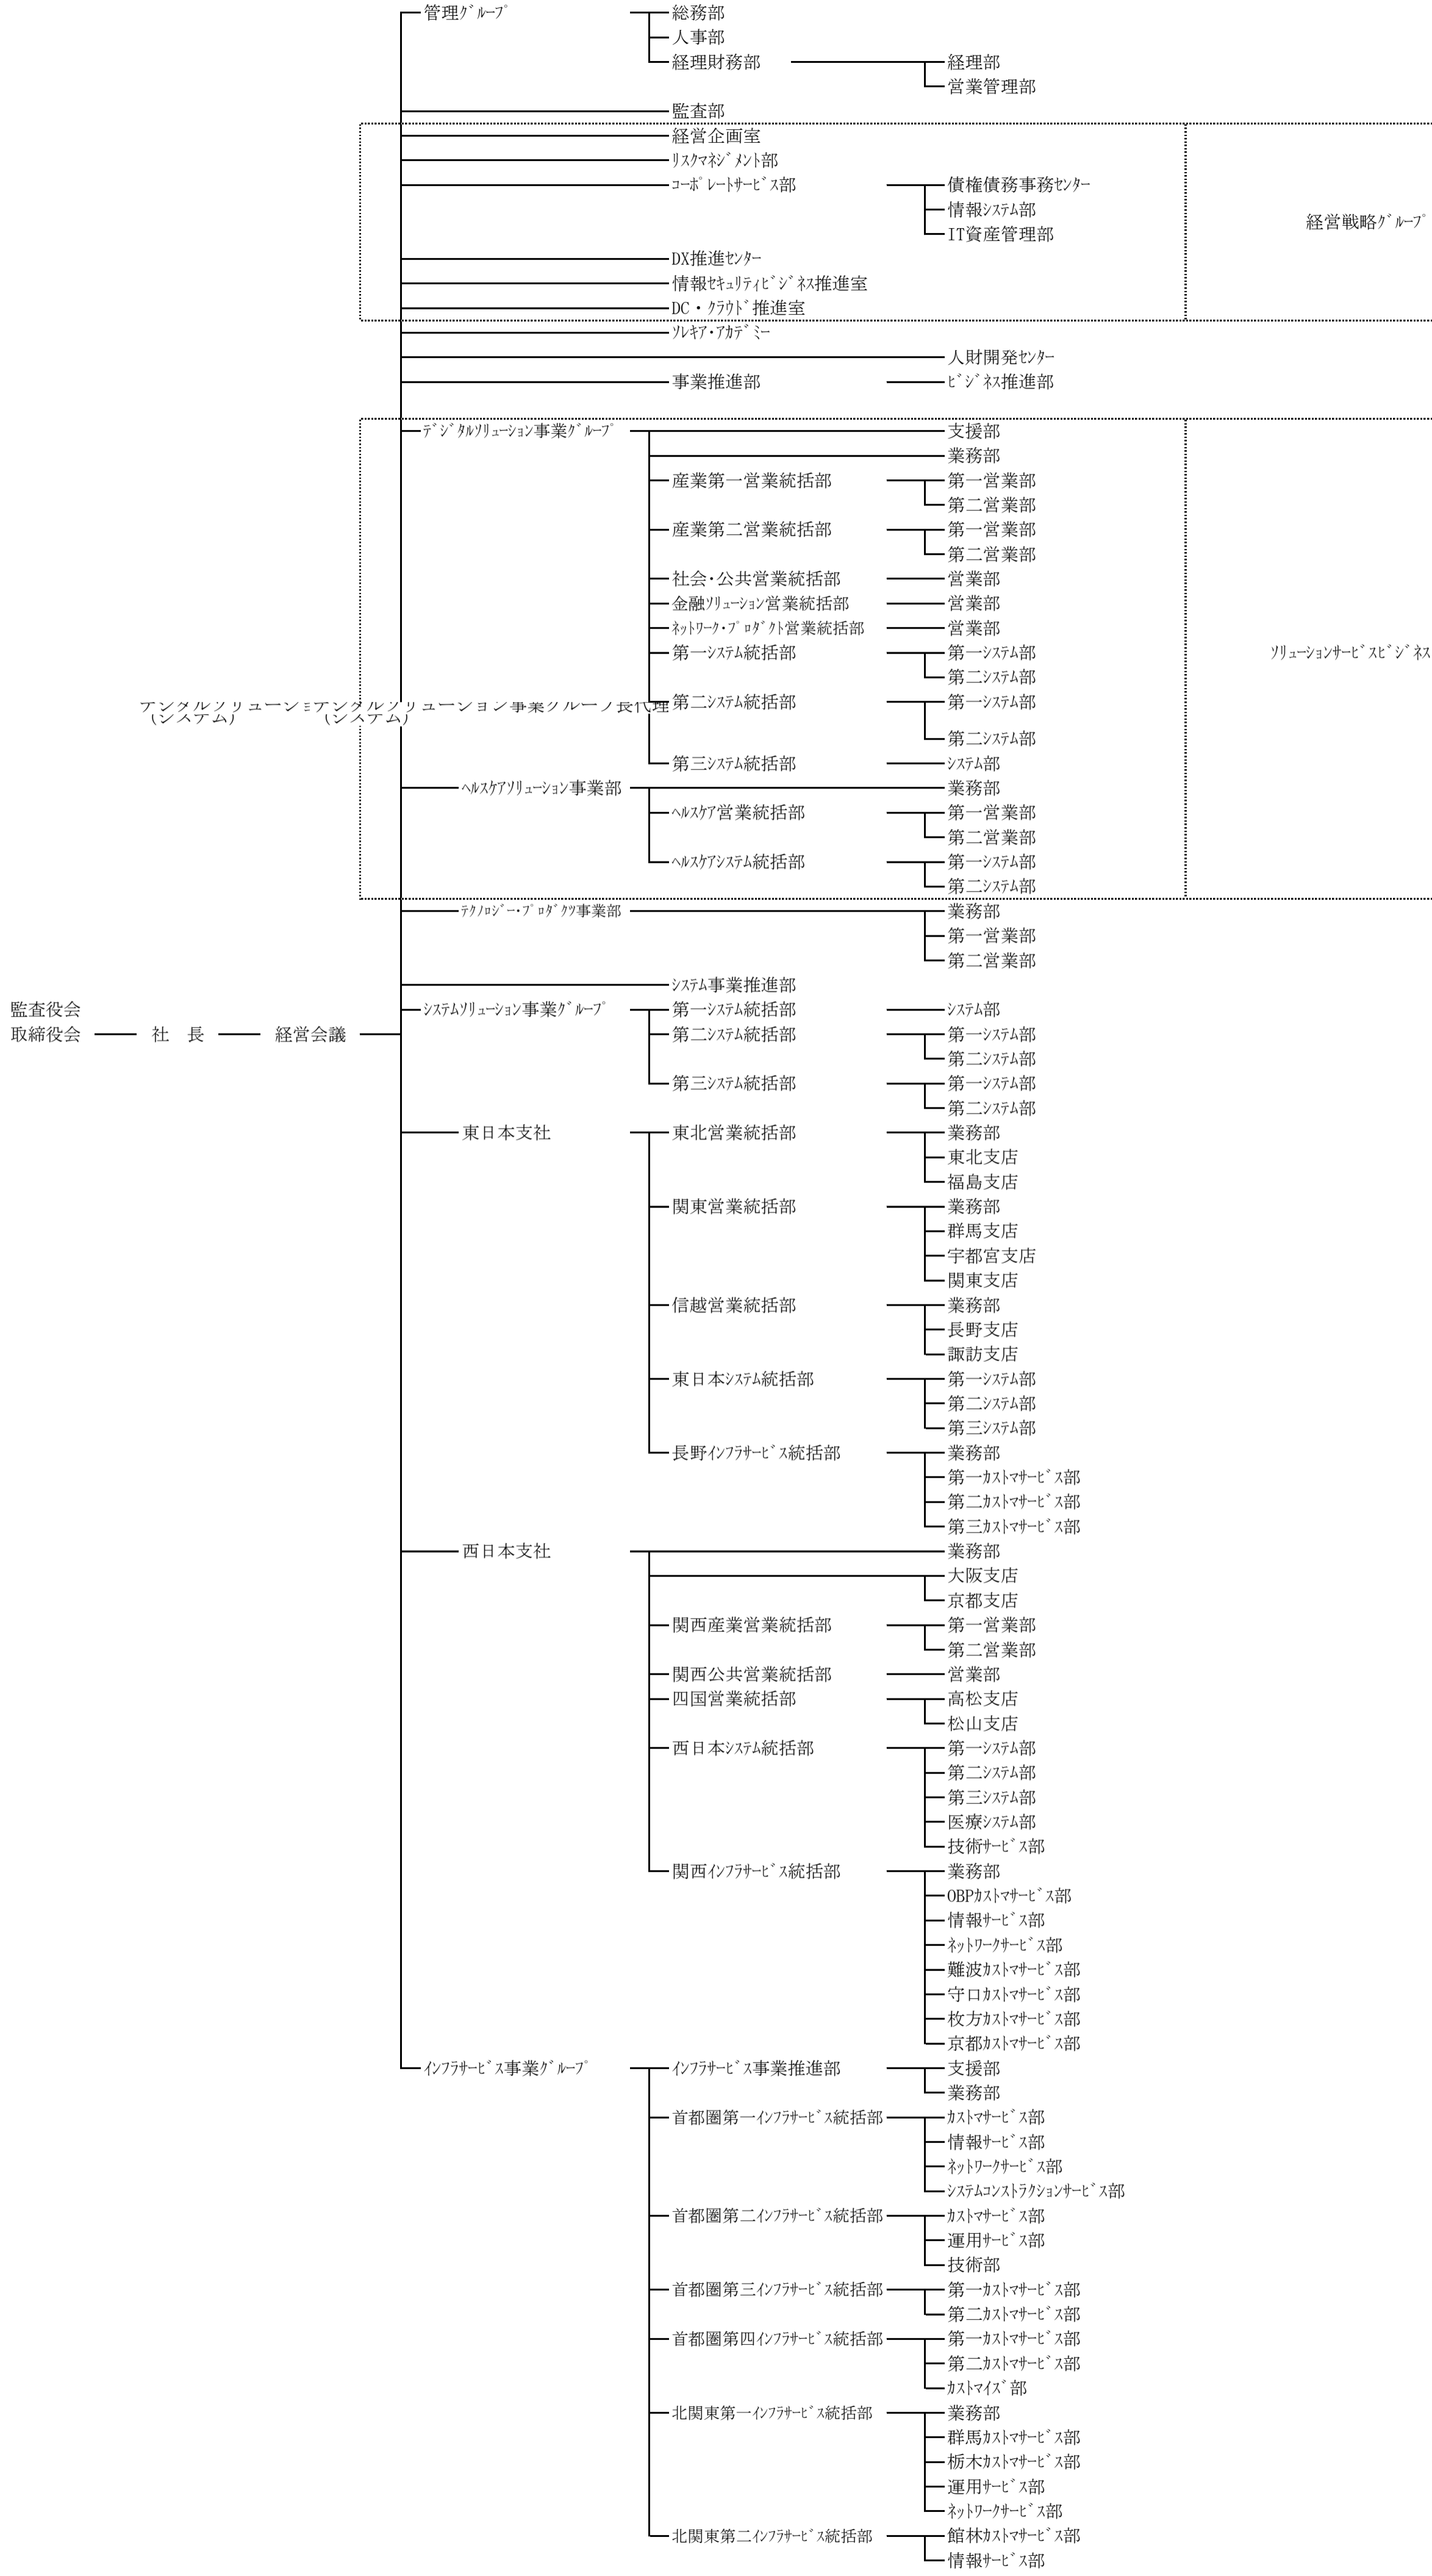 管理ｸﾞﾙｰﾌﾟ 総務部
人事部
経理財務部 経理部
営業管理部
監査部
経営企画室
ﾘｽｸﾏﾈｼﾞﾒﾝﾄ部
ｺｰﾎﾟﾚｰﾄｻｰﾋﾞｽ部 債権債務事務ｾﾝﾀｰ
情報ｼｽﾃﾑ部
経営戦略ｸﾞﾙｰﾌﾟ
IT資産管理部
DX推進ｾﾝﾀｰ
情報ｾｷｭﾘﾃｨﾋﾞｼﾞﾈｽ推進室
DC・ｸﾗｳﾄﾞ推進室
ｿﾚｷｱ・ｱｶﾃﾞﾐｰ
人財開発ｾﾝﾀｰ
事業推進部 ﾋﾞｼﾞﾈｽ推進部
ﾃﾞｼﾞﾀﾙｿﾘｭｰｼｮﾝ事業ｸﾞﾙｰﾌﾟ 支援部
業務部
産業第一営業統括部 第一営業部
第二営業部
産業第二営業統括部 第一営業部
第二営業部
社会・公共営業統括部 営業部
金融ｿﾘｭｰｼｮﾝ営業統括部 営業部
ﾈｯﾄﾜｰｸ・ﾌﾟﾛﾀﾞｸﾄ営業統括部 営業部
第一ｼｽﾃﾑ統括部 第一ｼｽﾃﾑ部 ｿﾘｭｰｼｮﾝｻｰﾋﾞｽﾋﾞｼﾞﾈｽ
第二ｼｽﾃﾑ部
第二ｼｽﾃﾑ統括部 第一ｼｽﾃﾑ部
(システム) (システム)
第二ｼｽﾃﾑ部
第三ｼｽﾃﾑ統括部 ｼｽﾃﾑ部
ﾍﾙｽｹｱｿﾘｭｰｼｮﾝ事業部 業務部
ﾍﾙｽｹｱ営業統括部 第一営業部
第二営業部
ﾍﾙｽｹｱｼｽﾃﾑ統括部 第一ｼｽﾃﾑ部
第二ｼｽﾃﾑ部
ﾃｸﾉﾛｼﾞｰ・ﾌﾟﾛﾀﾞｸﾂ事業部 業務部
第一営業部
第二営業部
ｼｽﾃﾑ事業推進部
監査役会 ｼｽﾃﾑｿﾘｭｰｼｮﾝ事業ｸﾞﾙｰﾌﾟ 第一ｼｽﾃﾑ統括部 ｼｽﾃﾑ部
取締役会 社　長 経営会議 第二ｼｽﾃﾑ統括部 第一ｼｽﾃﾑ部
第二ｼｽﾃﾑ部
第三ｼｽﾃﾑ統括部 第一ｼｽﾃﾑ部
第二ｼｽﾃﾑ部
東日本支社 東北営業統括部 業務部
東北支店
福島支店
関東営業統括部 業務部
群馬支店
宇都宮支店
関東支店
信越営業統括部 業務部
長野支店
諏訪支店
東日本ｼｽﾃﾑ統括部 第一ｼｽﾃﾑ部
第二ｼｽﾃﾑ部
第三ｼｽﾃﾑ部
長野ｲﾝﾌﾗｻｰﾋﾞｽ統括部 業務部
第一ｶｽﾄﾏｻｰﾋﾞｽ部
第二ｶｽﾄﾏｻｰﾋﾞｽ部
第三ｶｽﾄﾏｻｰﾋﾞｽ部
西日本支社 業務部
大阪支店
京都支店
関西産業営業統括部 第一営業部
第二営業部
関西公共営業統括部 営業部
四国営業統括部 高松支店
松山支店
西日本ｼｽﾃﾑ統括部 第一ｼｽﾃﾑ部
第二ｼｽﾃﾑ部
第三ｼｽﾃﾑ部
医療ｼｽﾃﾑ部
技術ｻｰﾋﾞｽ部
関西ｲﾝﾌﾗｻｰﾋﾞｽ統括部 業務部
OBPｶｽﾄﾏｻｰﾋﾞｽ部
情報ｻｰﾋﾞｽ部
ﾈｯﾄﾜｰｸｻｰﾋﾞｽ部
難波ｶｽﾄﾏｻｰﾋﾞｽ部
守口ｶｽﾄﾏｻｰﾋﾞｽ部
枚方ｶｽﾄﾏｻｰﾋﾞｽ部
京都ｶｽﾄﾏｻｰﾋﾞｽ部
ｲﾝﾌﾗｻｰﾋﾞｽ事業ｸﾞﾙｰﾌﾟ ｲﾝﾌﾗｻｰﾋﾞｽ事業推進部 支援部
業務部
首都圏第一ｲﾝﾌﾗｻｰﾋﾞｽ統括部 ｶｽﾄﾏｻｰﾋﾞｽ部
情報ｻｰﾋﾞｽ部
ﾈｯﾄﾜｰｸｻｰﾋﾞｽ部
ｼｽﾃﾑｺﾝｽﾄﾗｸｼｮﾝｻｰﾋﾞｽ部
首都圏第二ｲﾝﾌﾗｻｰﾋﾞｽ統括部 ｶｽﾄﾏｻｰﾋﾞｽ部
運用ｻｰﾋﾞｽ部
技術部
首都圏第三ｲﾝﾌﾗｻｰﾋﾞｽ統括部 第一ｶｽﾄﾏｻｰﾋﾞｽ部
第二ｶｽﾄﾏｻｰﾋﾞｽ部
首都圏第四ｲﾝﾌﾗｻｰﾋﾞｽ統括部 第一ｶｽﾄﾏｻｰﾋﾞｽ部
第二ｶｽﾄﾏｻｰﾋﾞｽ部
ｶｽﾄﾏｲｽﾞ部
北関東第一ｲﾝﾌﾗｻｰﾋﾞｽ統括部 業務部
群馬ｶｽﾄﾏｻｰﾋﾞｽ部
栃木ｶｽﾄﾏｻｰﾋﾞｽ部
運用ｻｰﾋﾞｽ部
ﾈｯﾄﾜｰｸｻｰﾋﾞｽ部
北関東第二ｲﾝﾌﾗｻｰﾋﾞｽ統括部 館林ｶｽﾄﾏｻｰﾋﾞｽ部
情報ｻｰﾋﾞｽ部